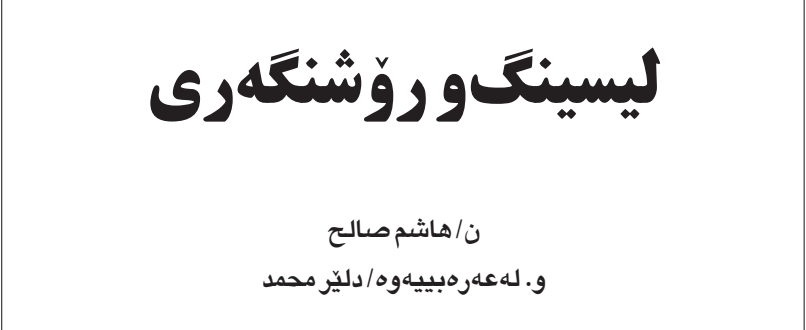 لیسینگ و رۆشنگەری
ن/ هاشم صالح
و. لەعەرەبییەوە/ دلێر محمد